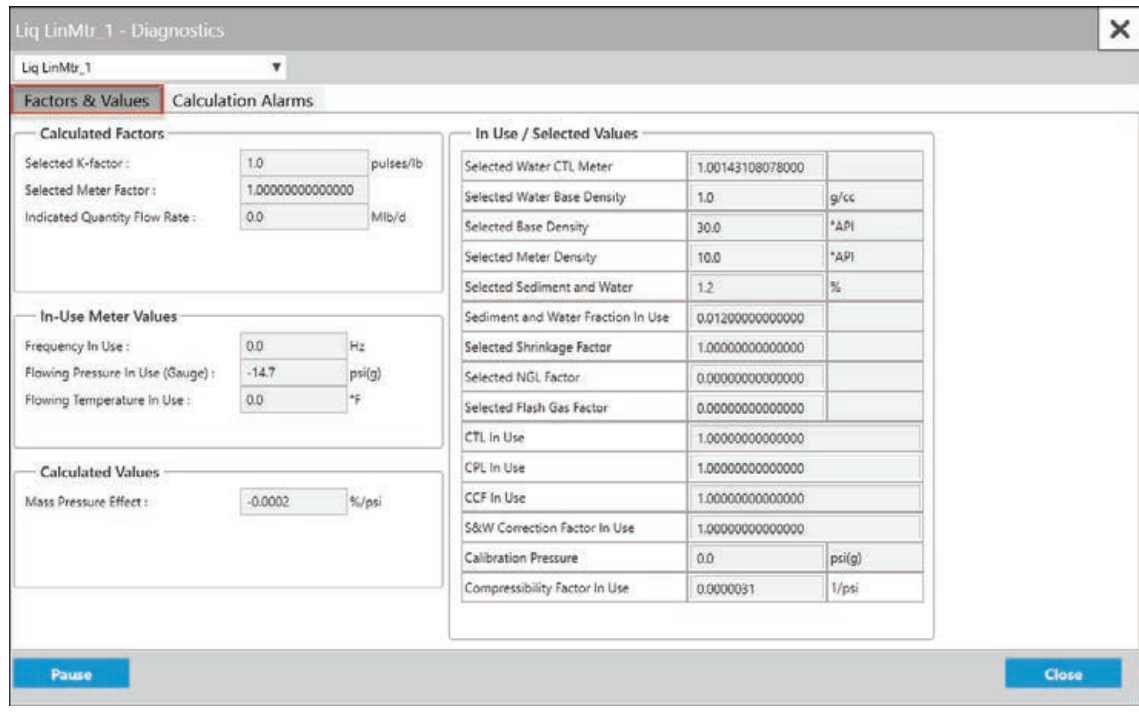 Liq LinMtr_1 - Diagnostics
Liq LinMtr_1
Factors & Values Calculation Alarms
Calculated Factors
Selected K-factor : 1.0 pulses/lb
Selected Meter Factor : 1.00000000000000
Indicated Quantity Flow Rate : 0.0 Mlb/d
In-Use Meter Values
Frequency In Use : 0.0 Hz
Flowing Pressure In Use (Gauge) : -14.7 psi(g)
Flowing Temperature In Use : 0.0 °F
Calculated Values
Mass Pressure Effect : -0.0002 %/psi
In Use / Selected Values
Selected Water CTL Meter 1.00143108078000
Selected Water Base Density 1.0 g/cc
Selected Base Density 30.0 °API
Selected Meter Density 10.0 °API
Selected Sediment and Water 1.2 %
Sediment and Water Fraction In Use 0.01200000000000
Selected Shrinkage Factor 1.00000000000000
Selected NGL Factor 0.00000000000000
Selected Flash Gas Factor 0.00000000000000
CTL In Use 1.00000000000000
CPL In Use 1.00000000000000
CCF In Use 1.00000000000000
S&W Correction Factor In Use 1.00000000000000
Calibration Pressure 0.0 psi(g)
Compressibility Factor In Use 0.0000031 1/psi
Pause Close